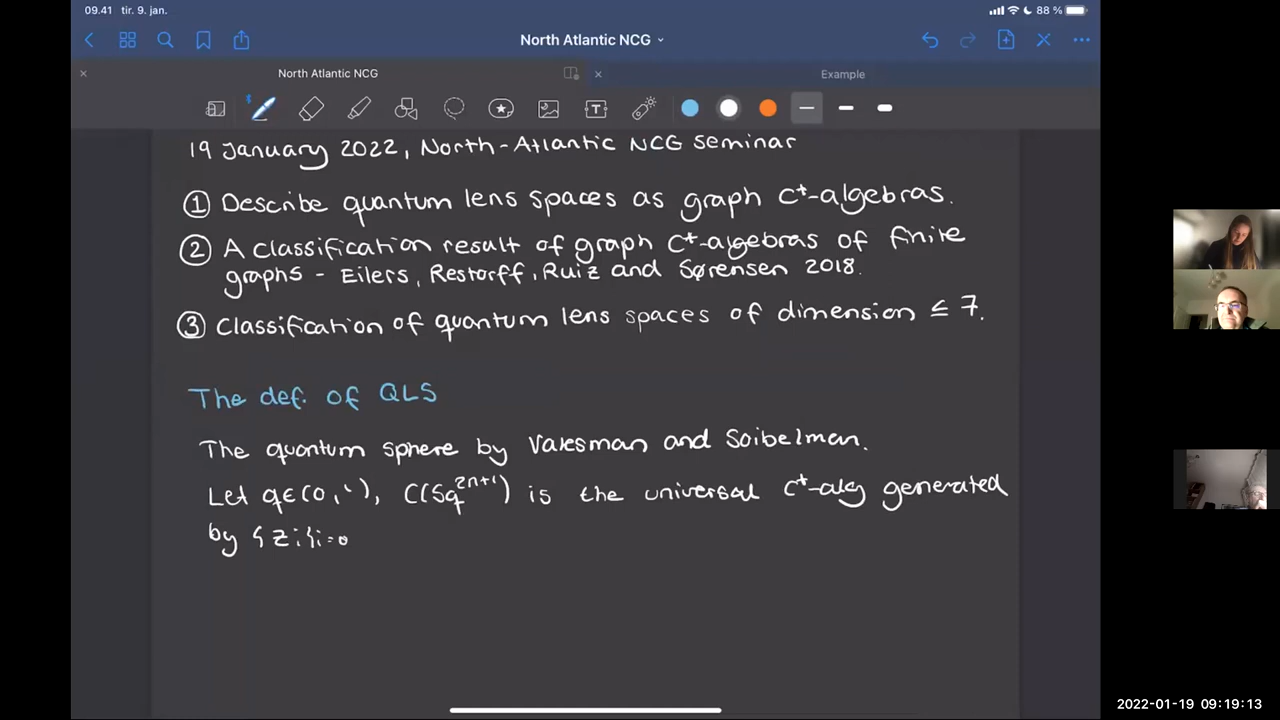 09.41 tir. 9. jan.
88 %
North Atlantic NCG
North Atlantic NCG
Example
19 January 2022, North-Atlantic NCG Seminar
① Describe quantum lens spaces as graph C*-algebras.
② A classification result of graph C*-algebras of finite
graphs - Eilers, Restorff, Ruiz and Sørensen 2018.
③ Classification of quantum lens spaces of dimension ≤ 7.
The def. of QLS
The quantum sphere by Vaksman and Soibelman.
Let q∈(0,1), C(Sq^{2n+1}) is the universal C*-alg generated
by {zi}i=0
2022-01-19 09:19:13